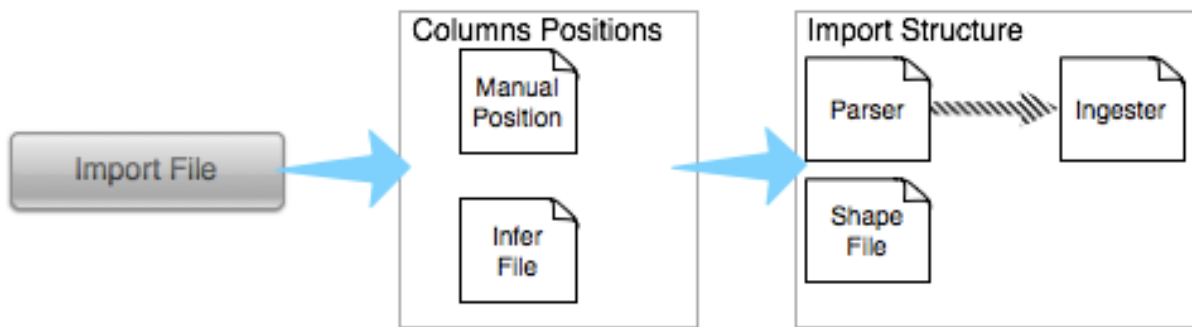 Import File
Columns Positions
Manual
Position
Infer
File
Import Structure
Parser
Ingester
Shape
File